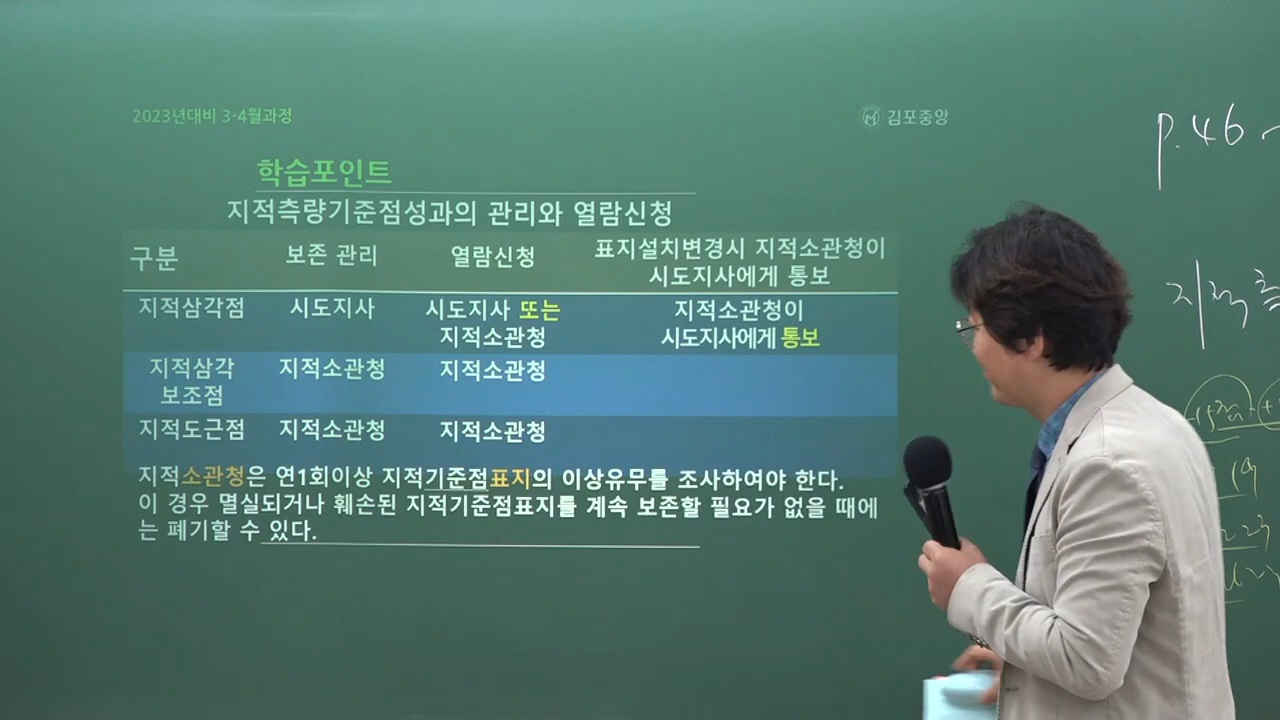 2023년대비 3-4월과정
김포중앙
p.46
학습포인트
지적측량기준점성과의 관리와 열람신청
구분 보존 관리 열람신청 표지설치변경시 지적소관청이
시도지사에게 통보
지적삼각점 시도지사 시도지사 또는 지적소관청이
지적소관청 시도지사에게 통보
지적삼각 지적소관청 지적소관청
보조점
지적도근점 지적소관청 지적소관청
지적소관청은 연1회이상 지적기준점표지의 이상유무를 조사하여야 한다.
이 경우 멸실되거나 훼손된 지적기준점표지를 계속 보존할 필요가 없을 때에
는 폐기할 수 있다.
지적
19